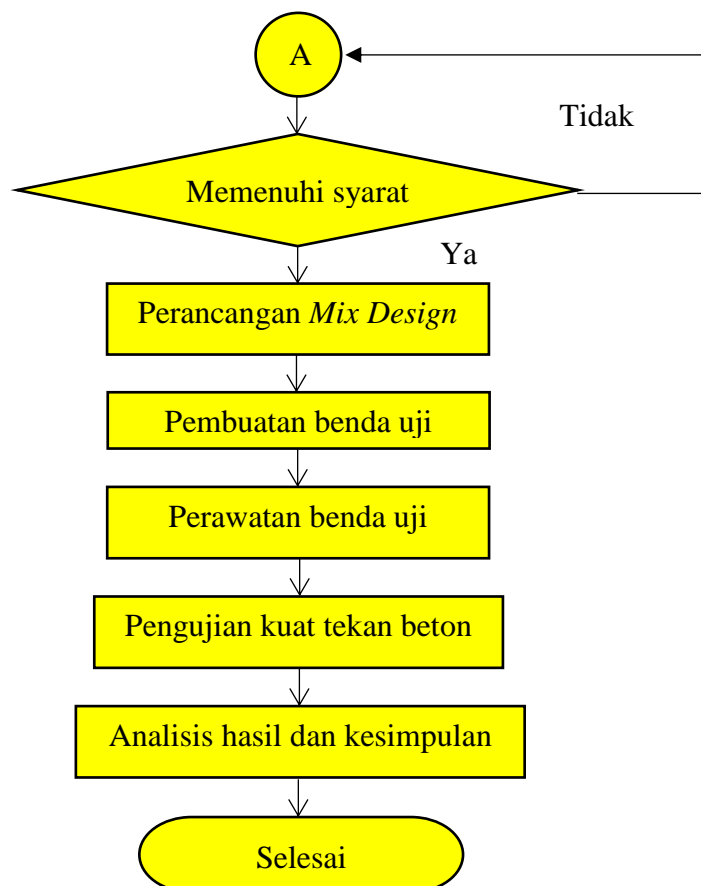 A
Tidak
Memenuhi syarat
Ya
Perancangan Mix Design
Pembuatan benda uji
Perawatan benda uji
Pengujian kuat tekan beton
Analisis hasil dan kesimpulan
Selesai